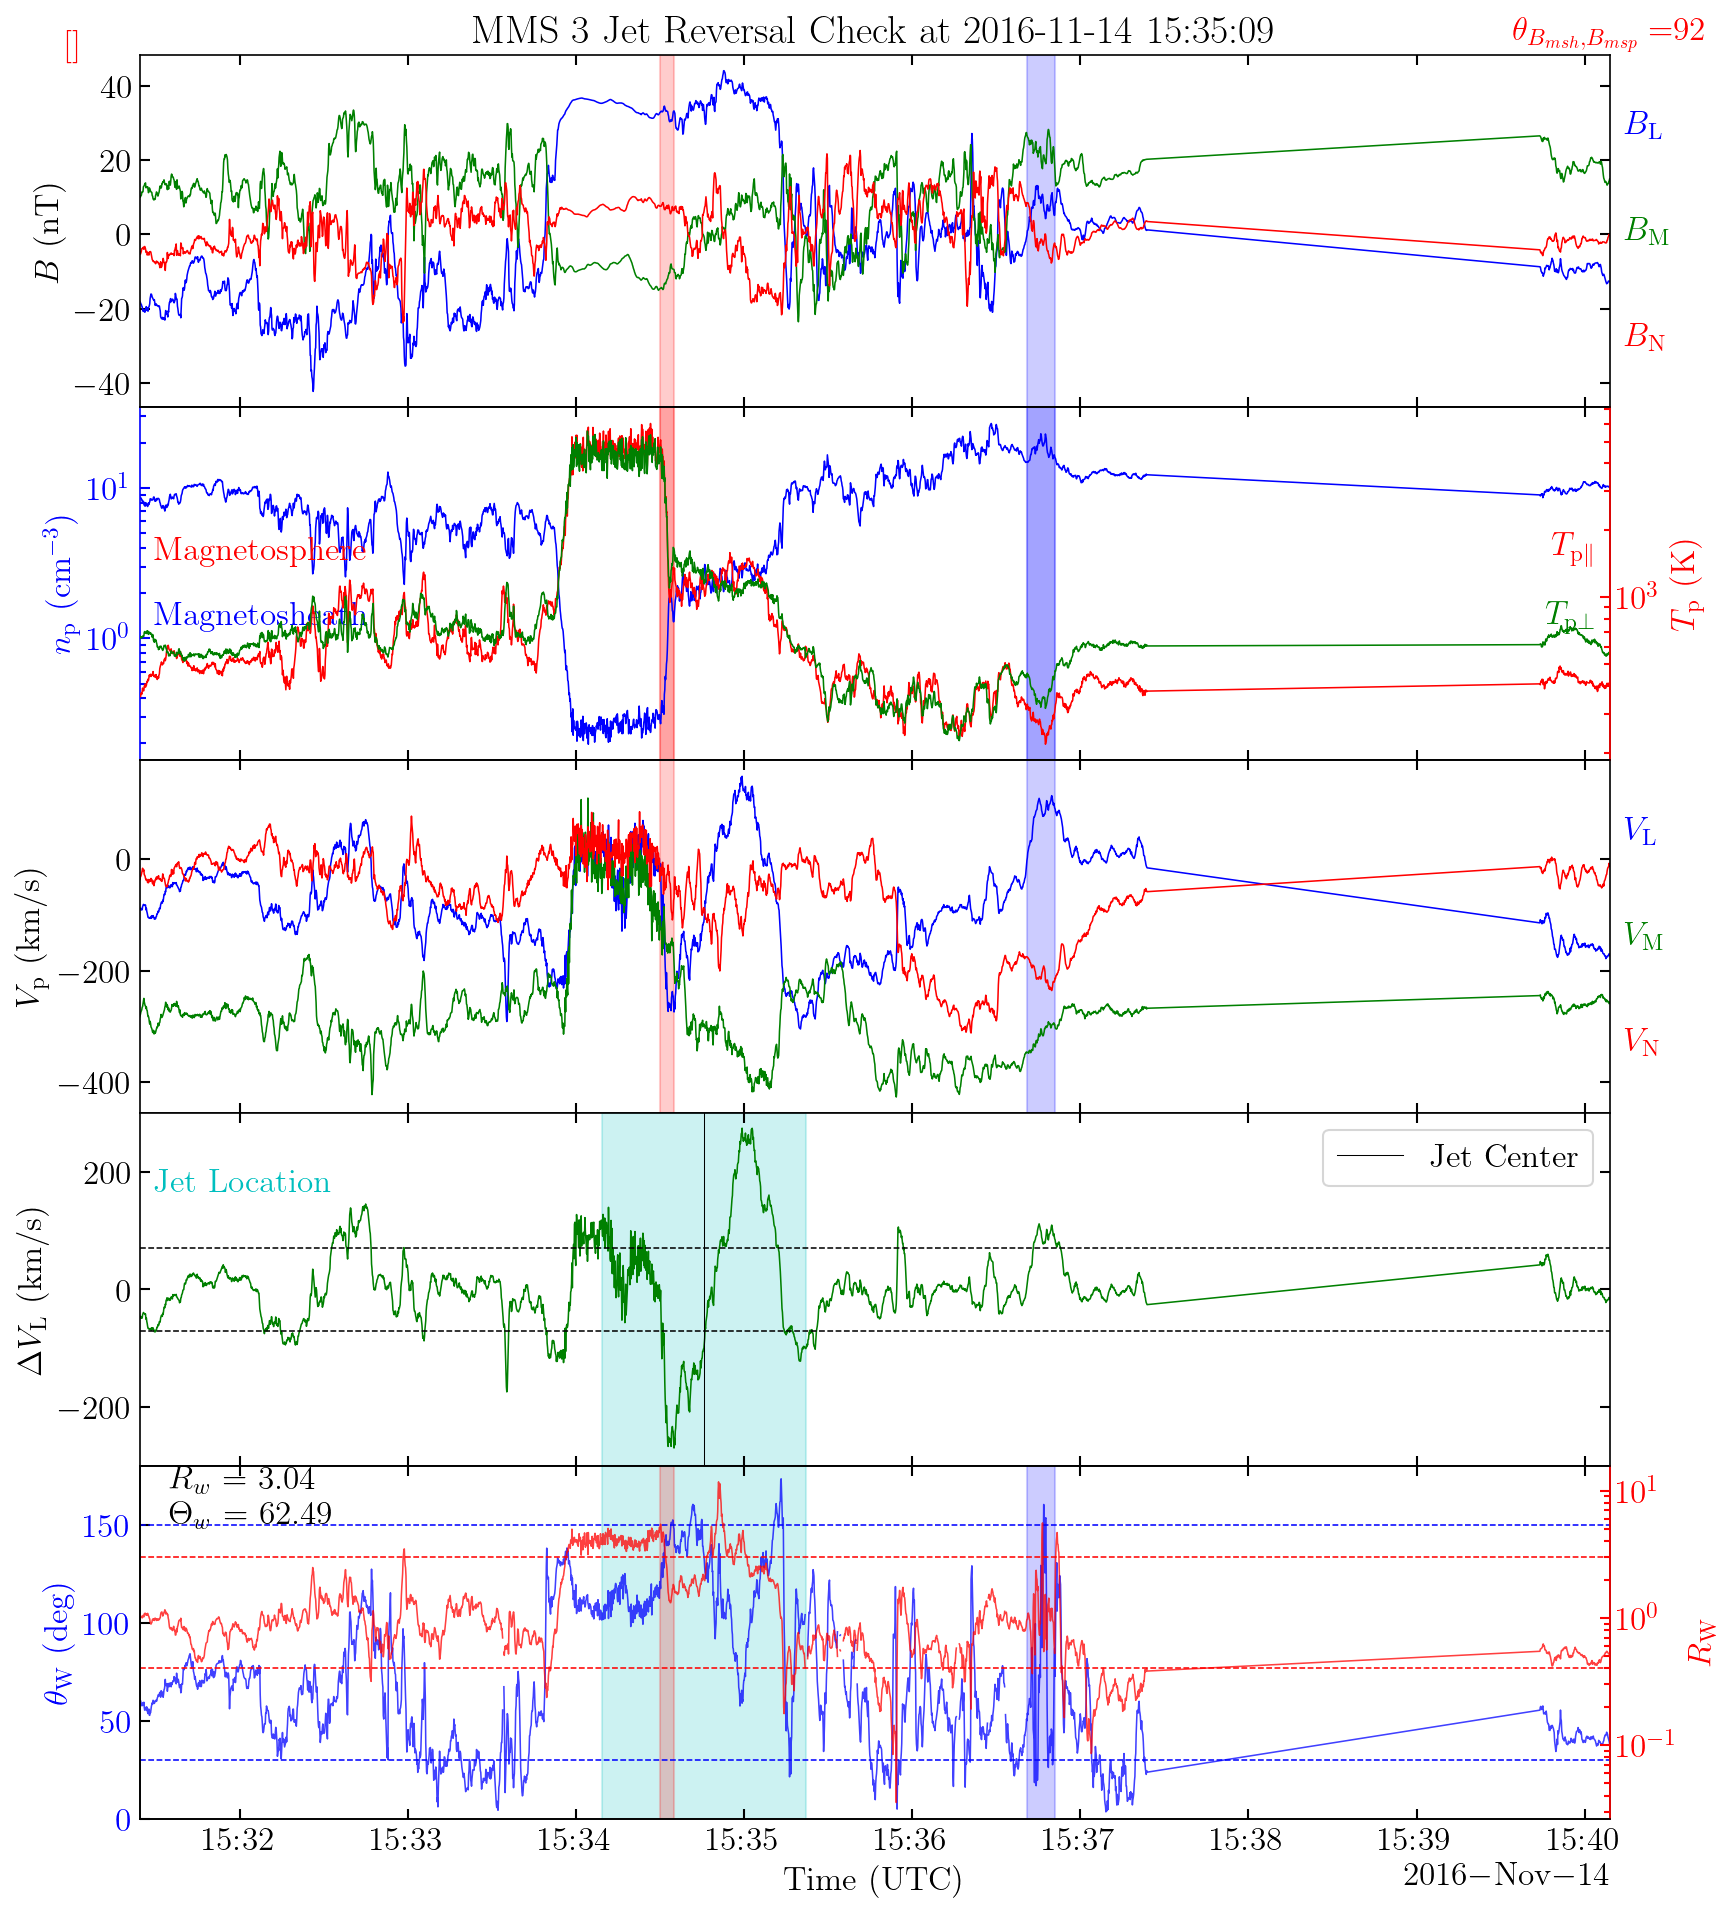 MMS 3 Jet Reversal Check at 2016-11-14 15:35:09
[]
θ_{B_{msh},B_{msp}} =92
40
20
0
−20
−40
B (nT)
B_L
B_M
B_N
10^1
10^0
n_p (cm^{−3})
Magnetosphere
Magnetosheath
T_{p∥}
T_{p⊥}
10^3
T_p (K)
0
−200
−400
V_p (km/s)
V_L
V_M
V_N
200
0
−200
ΔV_L (km/s)
Jet Location
Jet Center
R_w = 3.04
Θ_w = 62.49
150
100
50
0
θ_W (deg)
10^1
10^0
10^{−1}
R_W
15:32 15:33 15:34 15:35 15:36 15:37 15:38 15:39 15:40
Time (UTC)
2016−Nov−14